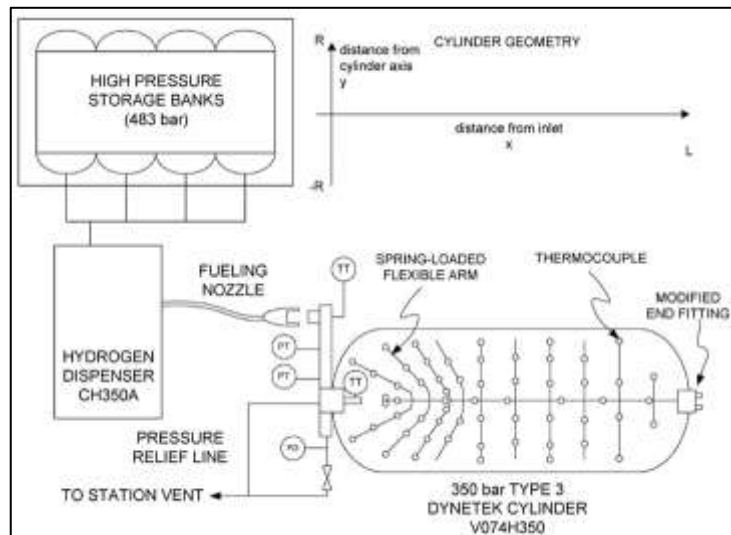 HIGH PRESSURE
STORAGE BANKS
(483 bar)
R
distance from
cylinder axis
y
CYLINDER GEOMETRY
distance from inlet
x
L
-R
FUELING
NOZZLE
TT
SPRING-LOADED
FLEXIBLE ARM
THERMOCOUPLE
MODIFIED
END FITTING
HYDROGEN
DISPENSER
CH350A
PT
PT
TT
PRESSURE
RELIEF LINE
TO STATION VENT
350 bar TYPE 3
DYNETEK CYLINDER
V074H350